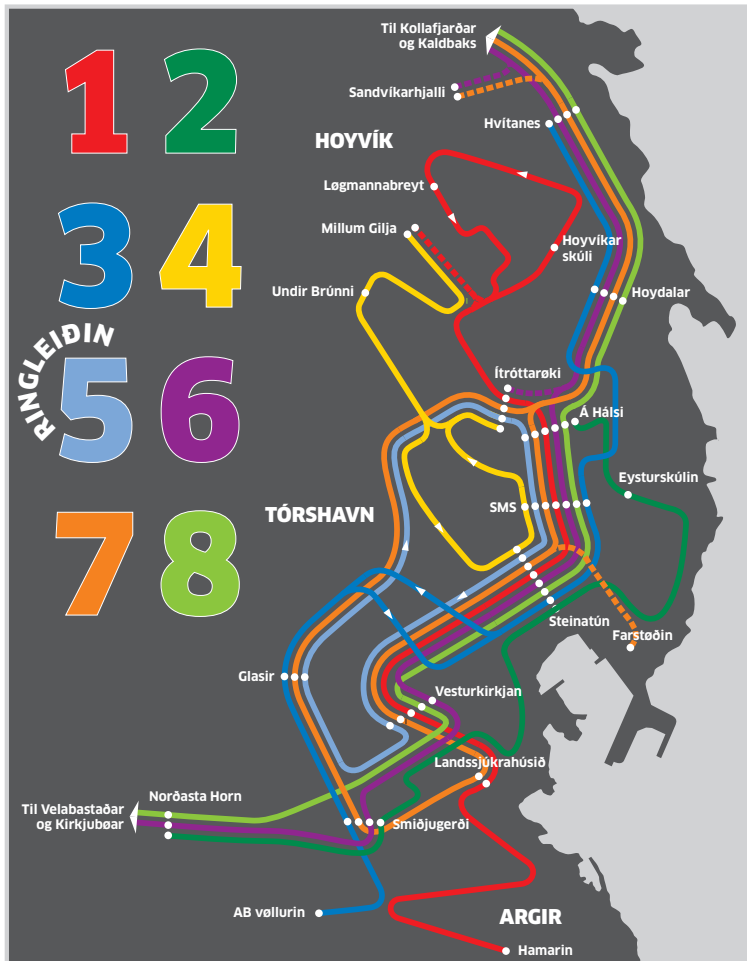 Til Kollafjarðar
og Kaldbaks
Sandvíkarhjalli
Hvítanes
1 2
HOYVÍK
Løgmannabreyt
Millum Gilja
Hoyvíkar
skúli
3 4
Undir Brúnni
Hoydalar
RINGLEIÐIN
5 6
Ítróttarøki
Á Hálsi
Eysturskúlin
SMS
TÓRSHAVN
7 8
Steinatún
Farstøðin
Glasir
Vesturkirkjan
Landssjúkrahúsið
Norðasta Horn
Til Velabastaðar
og Kirkjubøar
Smiðjugerði
AB vøllurin
ARGIR
Hamarin